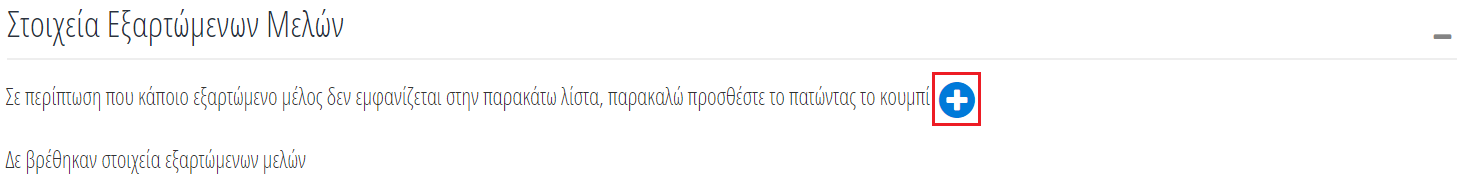 Στοιχεία Εξαρτώμενων Μελών
Σε περίπτωση που κάποιο εξαρτώμενο μέλος δεν εμφανίζεται στην παρακάτω λίστα, παρακαλώ προσθέστε το πατώντας το κουμπί
Δε βρέθηκαν στοιχεία εξαρτώμενων μελών